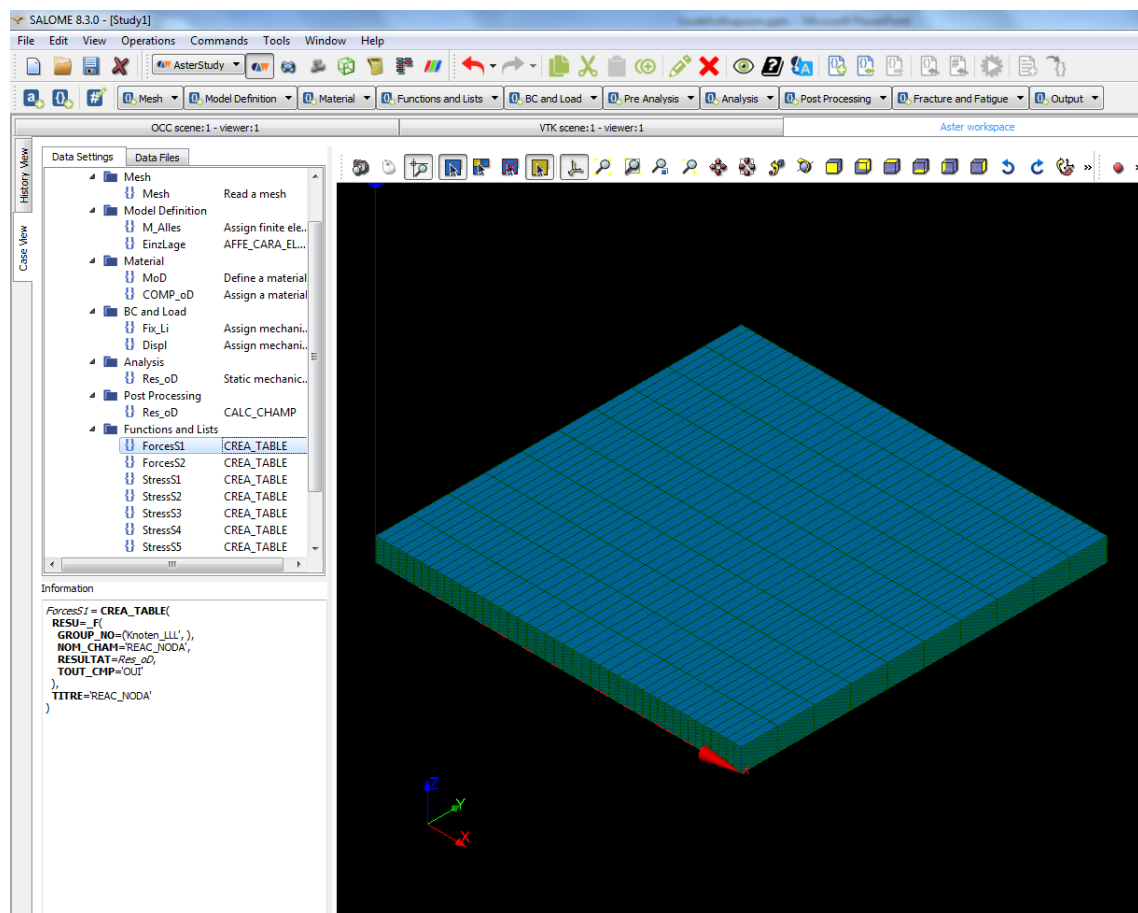 SALOME 8.3.0 - [Study1]
File Edit View Operations Commands Tools Window Help
AsterStudy
Mesh Model Definition Material Functions and Lists BC and Load Pre Analysis Analysis Post Processing Fracture and Fatigue Output
OCC scene:1 - viewer:1 VTK scene:1 - viewer:1 Aster workspace
History View
Case View
Data Settings Data Files
Mesh
Mesh Read a mesh
Model Definition
M_Alles Assign finite ele...
EinzLage AFFE_CARA_EL...
Material
MoD Define a material
COMP_oD Assign a material
BC and Load
Fix_Li Assign mechani...
Displ Assign mechani...
Analysis
Res_oD Static mechanic...
Post Processing
Res_oD CALC_CHAMP
Functions and Lists
ForcesS1 CREA_TABLE
ForcesS2 CREA_TABLE
StressS1 CREA_TABLE
StressS2 CREA_TABLE
StressS3 CREA_TABLE
StressS4 CREA_TABLE
StressS5 CREA_TABLE
Information
ForcesS1 = CREA_TABLE(
RESU=_F(
GROUP_NO=('Knoten_LLL', ),
NOM_CHAM='REAC_NODA',
RESULTAT=Res_oD,
TOUT_CMP='OUI'
),
TITRE='REAC_NODA'
)
X
Z
Y
X